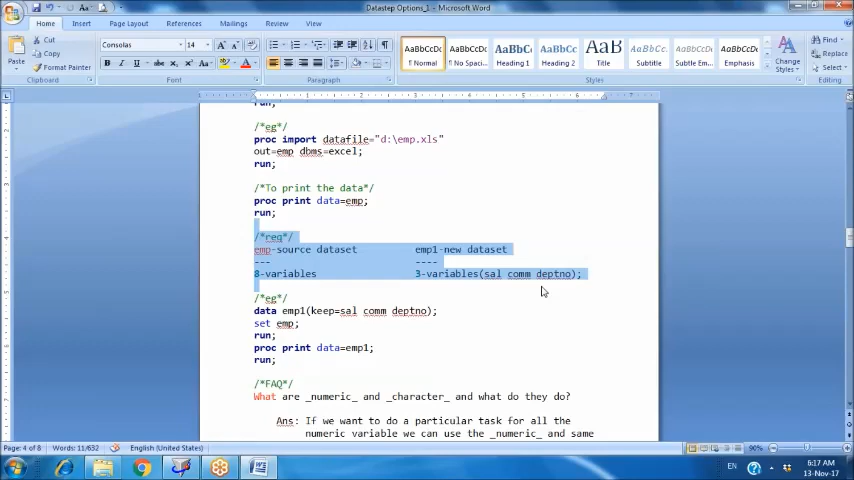 Datastep Options_1 - Microsoft Word
Home Insert Page Layout References Mailings Review View
Cut
Copy
Format Painter
Paste
Clipboard
Consolas 14
Font
Paragraph
AaBbCcDc AaBbCcDc AaBbC AaBbCc AaB AaBbCc. AaBbCcDc AaBbCcDc
¶ Normal ¶ No Spaci... Heading 1 Heading 2 Title Subtitle Subtle Em... Emphasis
Styles
Change Styles
Find
Replace
Select
Editing
run;
/*eg*/
proc import datafile="d:\emp.xls"
out=emp dbms=excel;
run;
/*To print the data*/
proc print data=emp;
run;
/*req*/
emp-source dataset emp1-new dataset
--- ----
8-variables 3-variables(sal comm deptno);
/*eg*/
data emp1(keep=sal comm deptno);
set emp;
run;
proc print data=emp1;
run;
/*FAQ*/
What are _numeric_ and _character_ and what do they do?
Ans: If we want to do a particular task for all the
numeric variable we can use the _numeric_ and same
Page: 4 of 8 Words: 11/632 English (United States) 90%
EN
6:17 AM
13-Nov-17